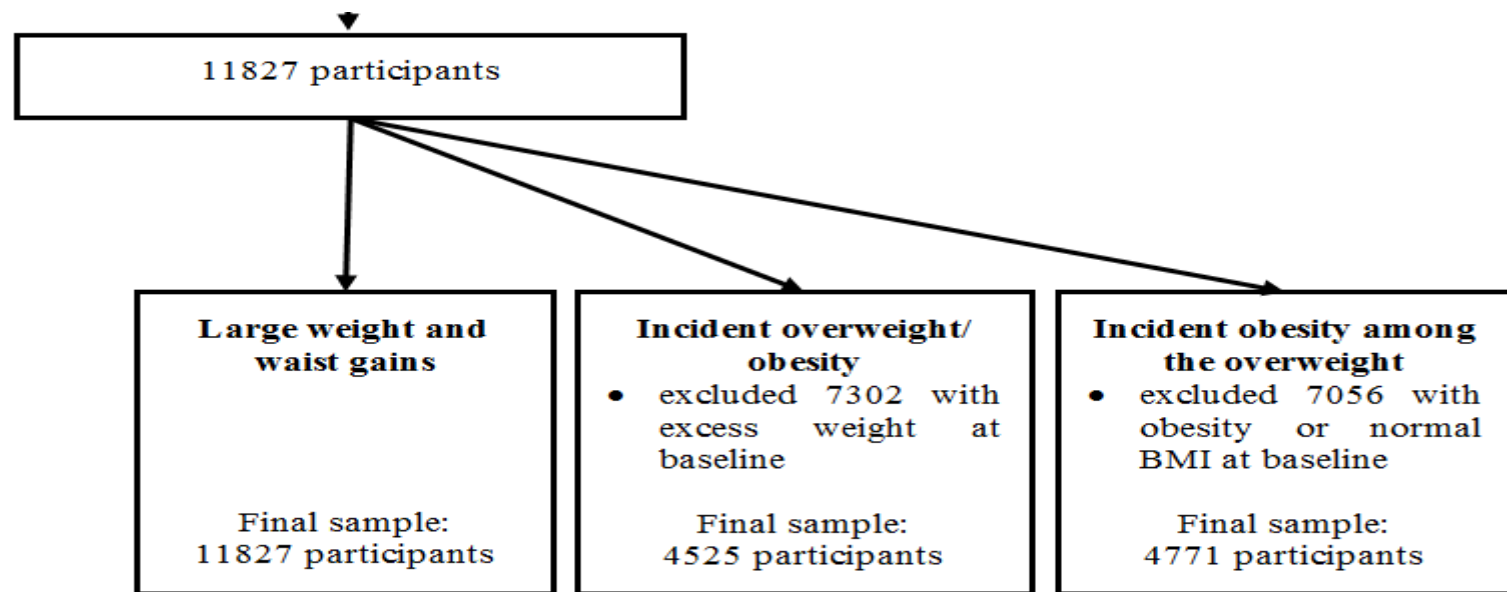 11827 participants
Large weight and
waist gains
Final sample:
11827 participants
Incident overweight/
obesity
• excluded 7302 with
excess weight at
baseline
Final sample:
4525 participants
Incident obesity among
the overweight
• excluded 7056 with
obesity or normal
BMI at baseline
Final sample:
4771 participants